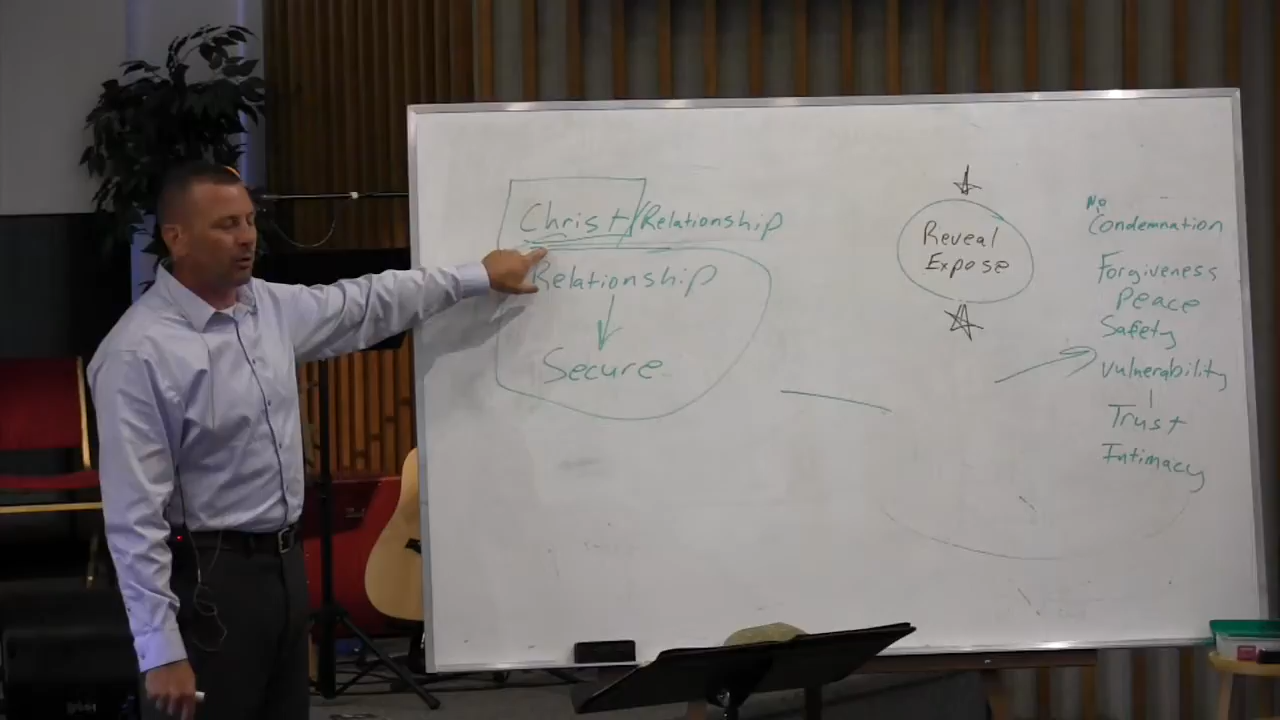 Christ/Relationship
Relationship
Secure
Reveal
Expose
No
Condemnation
Forgiveness
Peace
Safety
Vulnerability
Trust
Intimacy